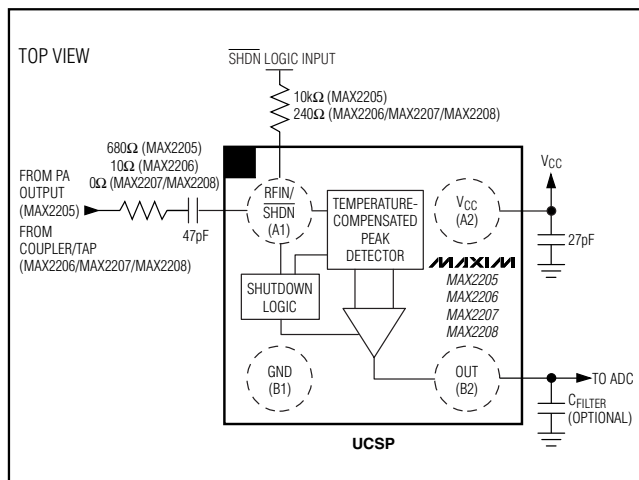 TOP VIEW
SHDN LOGIC INPUT
10kΩ (MAX2205)
240Ω (MAX2206/MAX2207/MAX2208)
680Ω (MAX2205)
10Ω (MAX2206)
0Ω (MAX2207/MAX2208)
FROM PA
OUTPUT
(MAX2205)
FROM
COUPLER/TAP
(MAX2206/MAX2207/MAX2208)
47pF
RFIN/
SHDN
(A1)
TEMPERATURE-
COMPENSATED
PEAK
DETECTOR
VCC
(A2)
VCC
27pF
MAXIM
MAX2205
MAX2206
MAX2207
MAX2208
SHUTDOWN
LOGIC
GND
(B1)
OUT
(B2)
TO ADC
CFILTER
(OPTIONAL)
UCSP